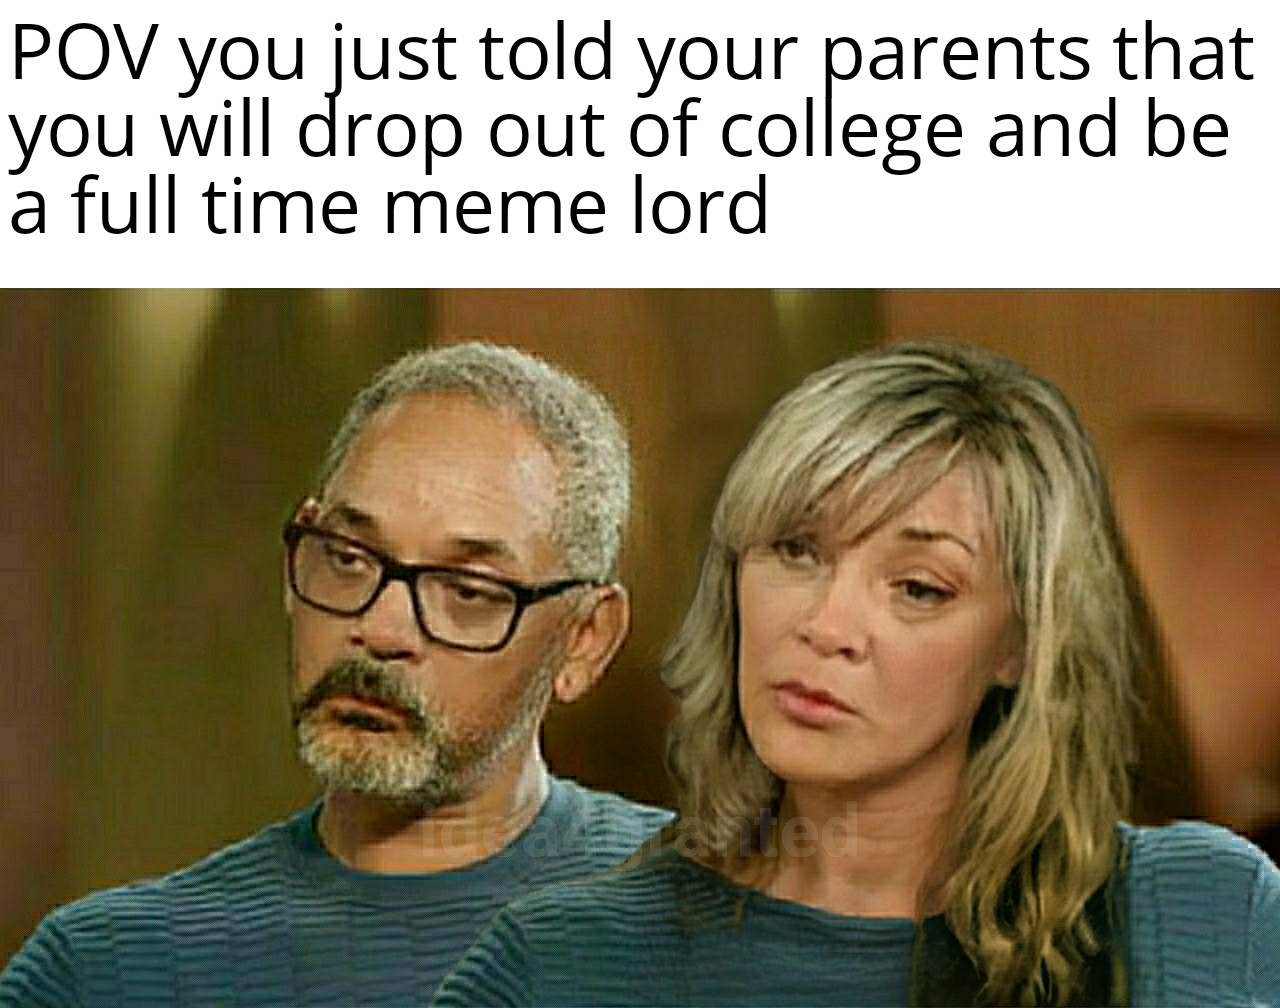 POV you just told your parents that
you will drop out of college and be
a full time meme lord